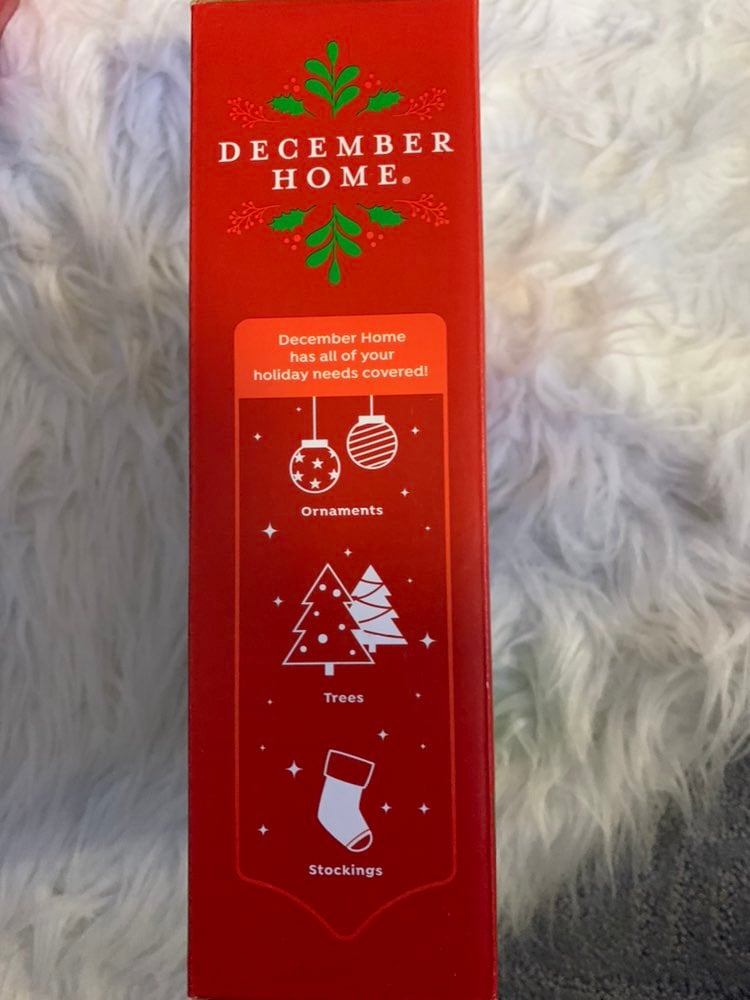 DECEMBER
HOME®
December Home
has all of your
holiday needs covered!
Ornaments
Trees
Stockings